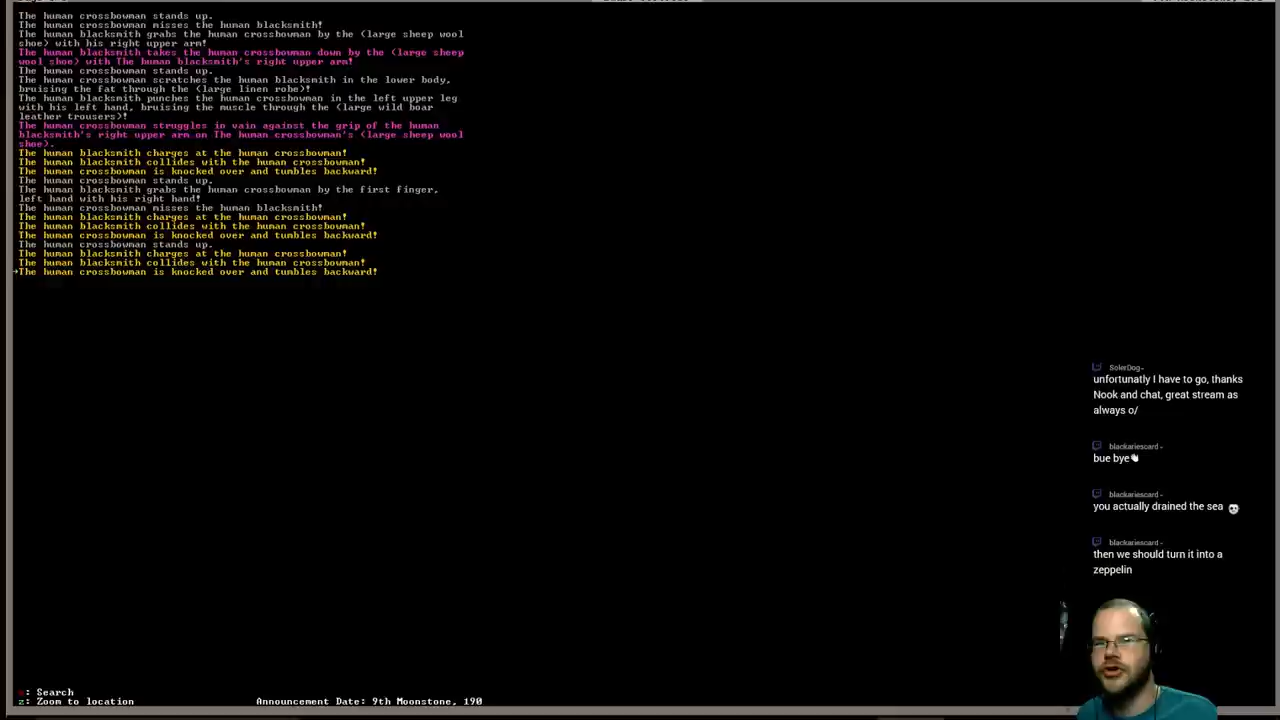 The human crossbowman stands up.
The human crossbowman misses the human blacksmith!
The human blacksmith grabs the human crossbowman by the (large sheep wool
shoe) with his right upper arm!
The human blacksmith takes the human crossbowman down by the (large sheep
wool shoe) with The human blacksmith's right upper arm!
The human crossbowman stands up.
The human crossbowman scratches the human blacksmith in the lower body,
bruising the fat through the (large linen robe)!
The human blacksmith punches the human crossbowman in the left upper leg
with his left hand, bruising the muscle through the (large wild boar
leather trousers)!
The human crossbowman struggles in vain against the grip of the human
blacksmith's right upper arm on The human crossbowman's (large sheep wool
shoe).
The human blacksmith charges at the human crossbowman!
The human blacksmith collides with the human crossbowman!
The human crossbowman is knocked over and tumbles backward!
The human crossbowman stands up.
The human blacksmith grabs the human crossbowman by the first finger,
left hand with his right hand!
The human crossbowman misses the human blacksmith!
The human blacksmith charges at the human crossbowman!
The human blacksmith collides with the human crossbowman!
The human crossbowman is knocked over and tumbles backward!
The human crossbowman stands up.
The human blacksmith charges at the human crossbowman!
The human blacksmith collides with the human crossbowman!
→The human crossbowman is knocked over and tumbles backward!
SolerDog-
unfortunatly I have to go, thanks
Nook and chat, great stream as
always o/
blackariescard-
bue bye
blackariescard-
you actually drained the sea
blackariescard-
then we should turn it into a
zeppelin
s: Search
z: Zoom to location
Announcement Date: 9th Moonstone, 190